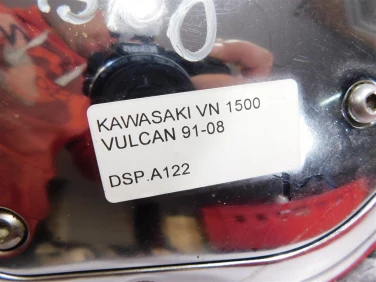 KAWASAKI VN 1500
VULCAN 91-08
DSP.A122